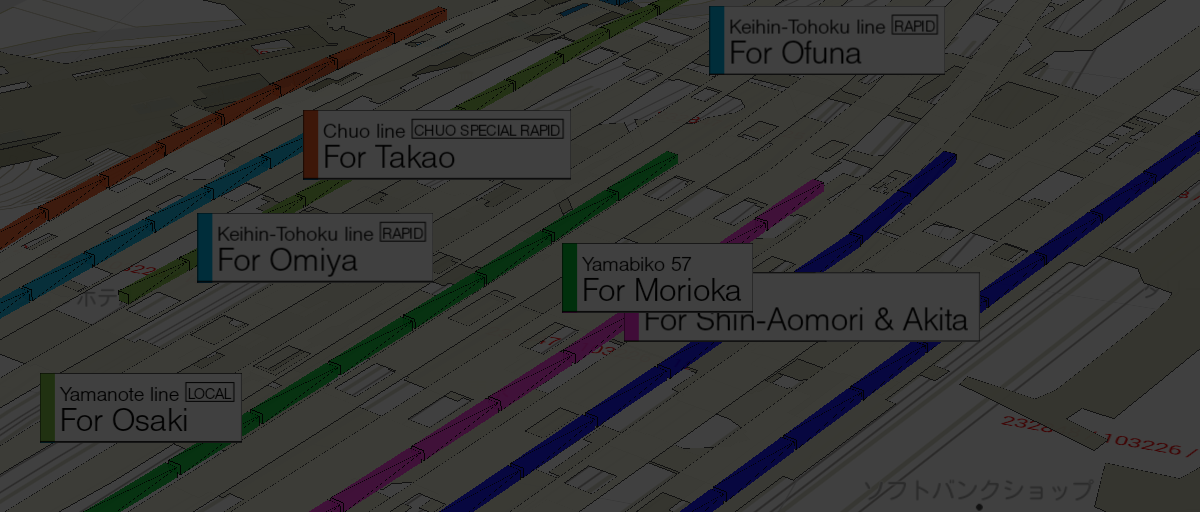 Keihin-Tohoku line RAPID
For Ofuna
Chuo line CHUO SPECIAL RAPID
For Takao
Keihin-Tohoku line RAPID
For Omiya
Yamabiko 57
For Morioka
For Shin-Aomori & Akita
Yamanote line LOCAL
For Osaki
ホテ
ソフトバンクショップ